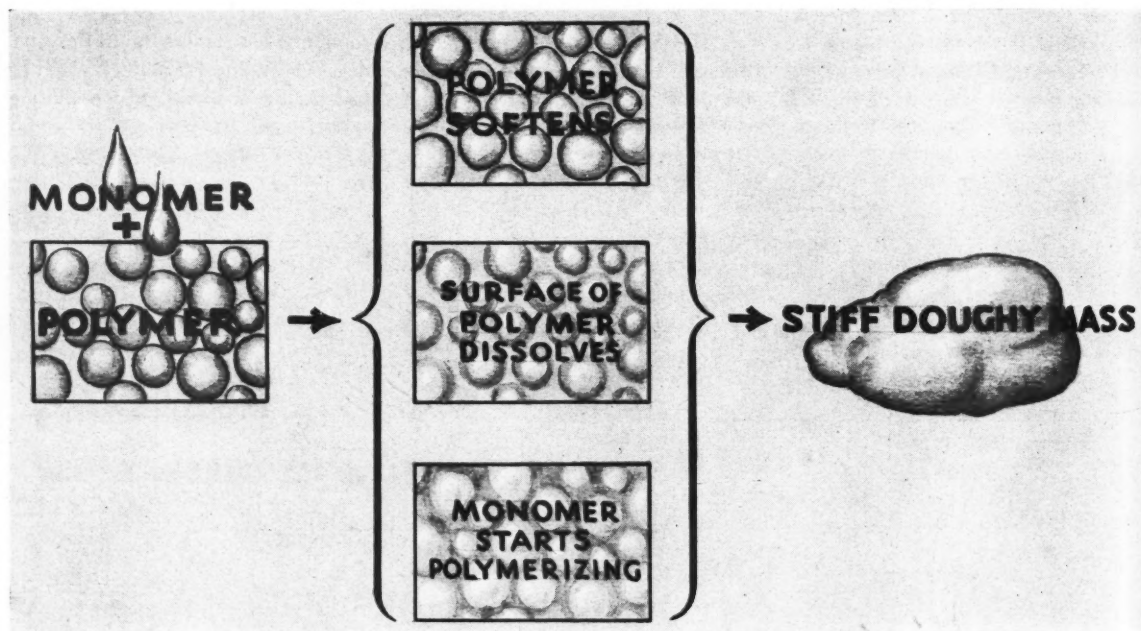 MONOMER
+
POLYMER
POLYMER
SOFTENS
SURFACE OF
POLYMER
DISSOLVES
MONOMER
STARTS
POLYMERIZING
STIFF DOUGHY MASS